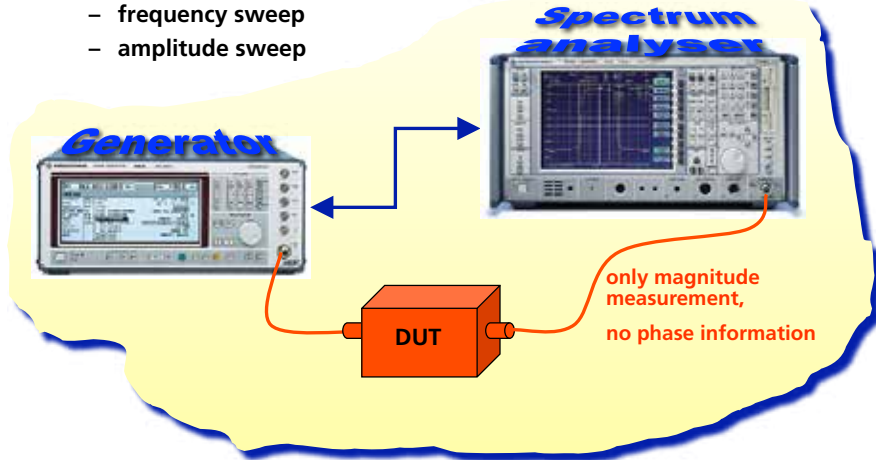 – frequency sweep
– amplitude sweep
Spectrum
analyser
Generator
only magnitude
measurement,
no phase information
DUT